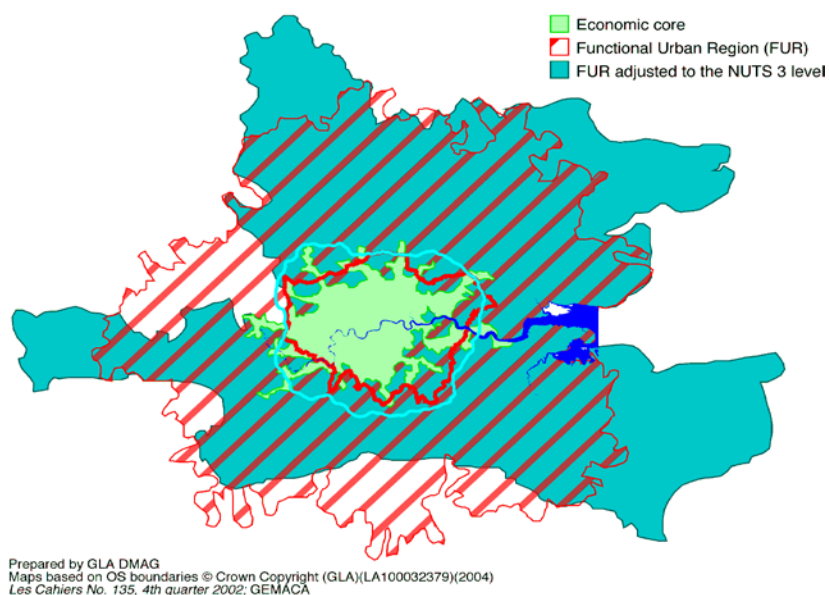 Economic core
Functional Urban Region (FUR)
FUR adjusted to the NUTS 3 level
Prepared by GLA DMAG
Maps based on OS boundaries © Crown Copyright (GLA)(LA100032379)(2004)
Les Cahiers No. 135, 4th quarter 2002; GEMACA